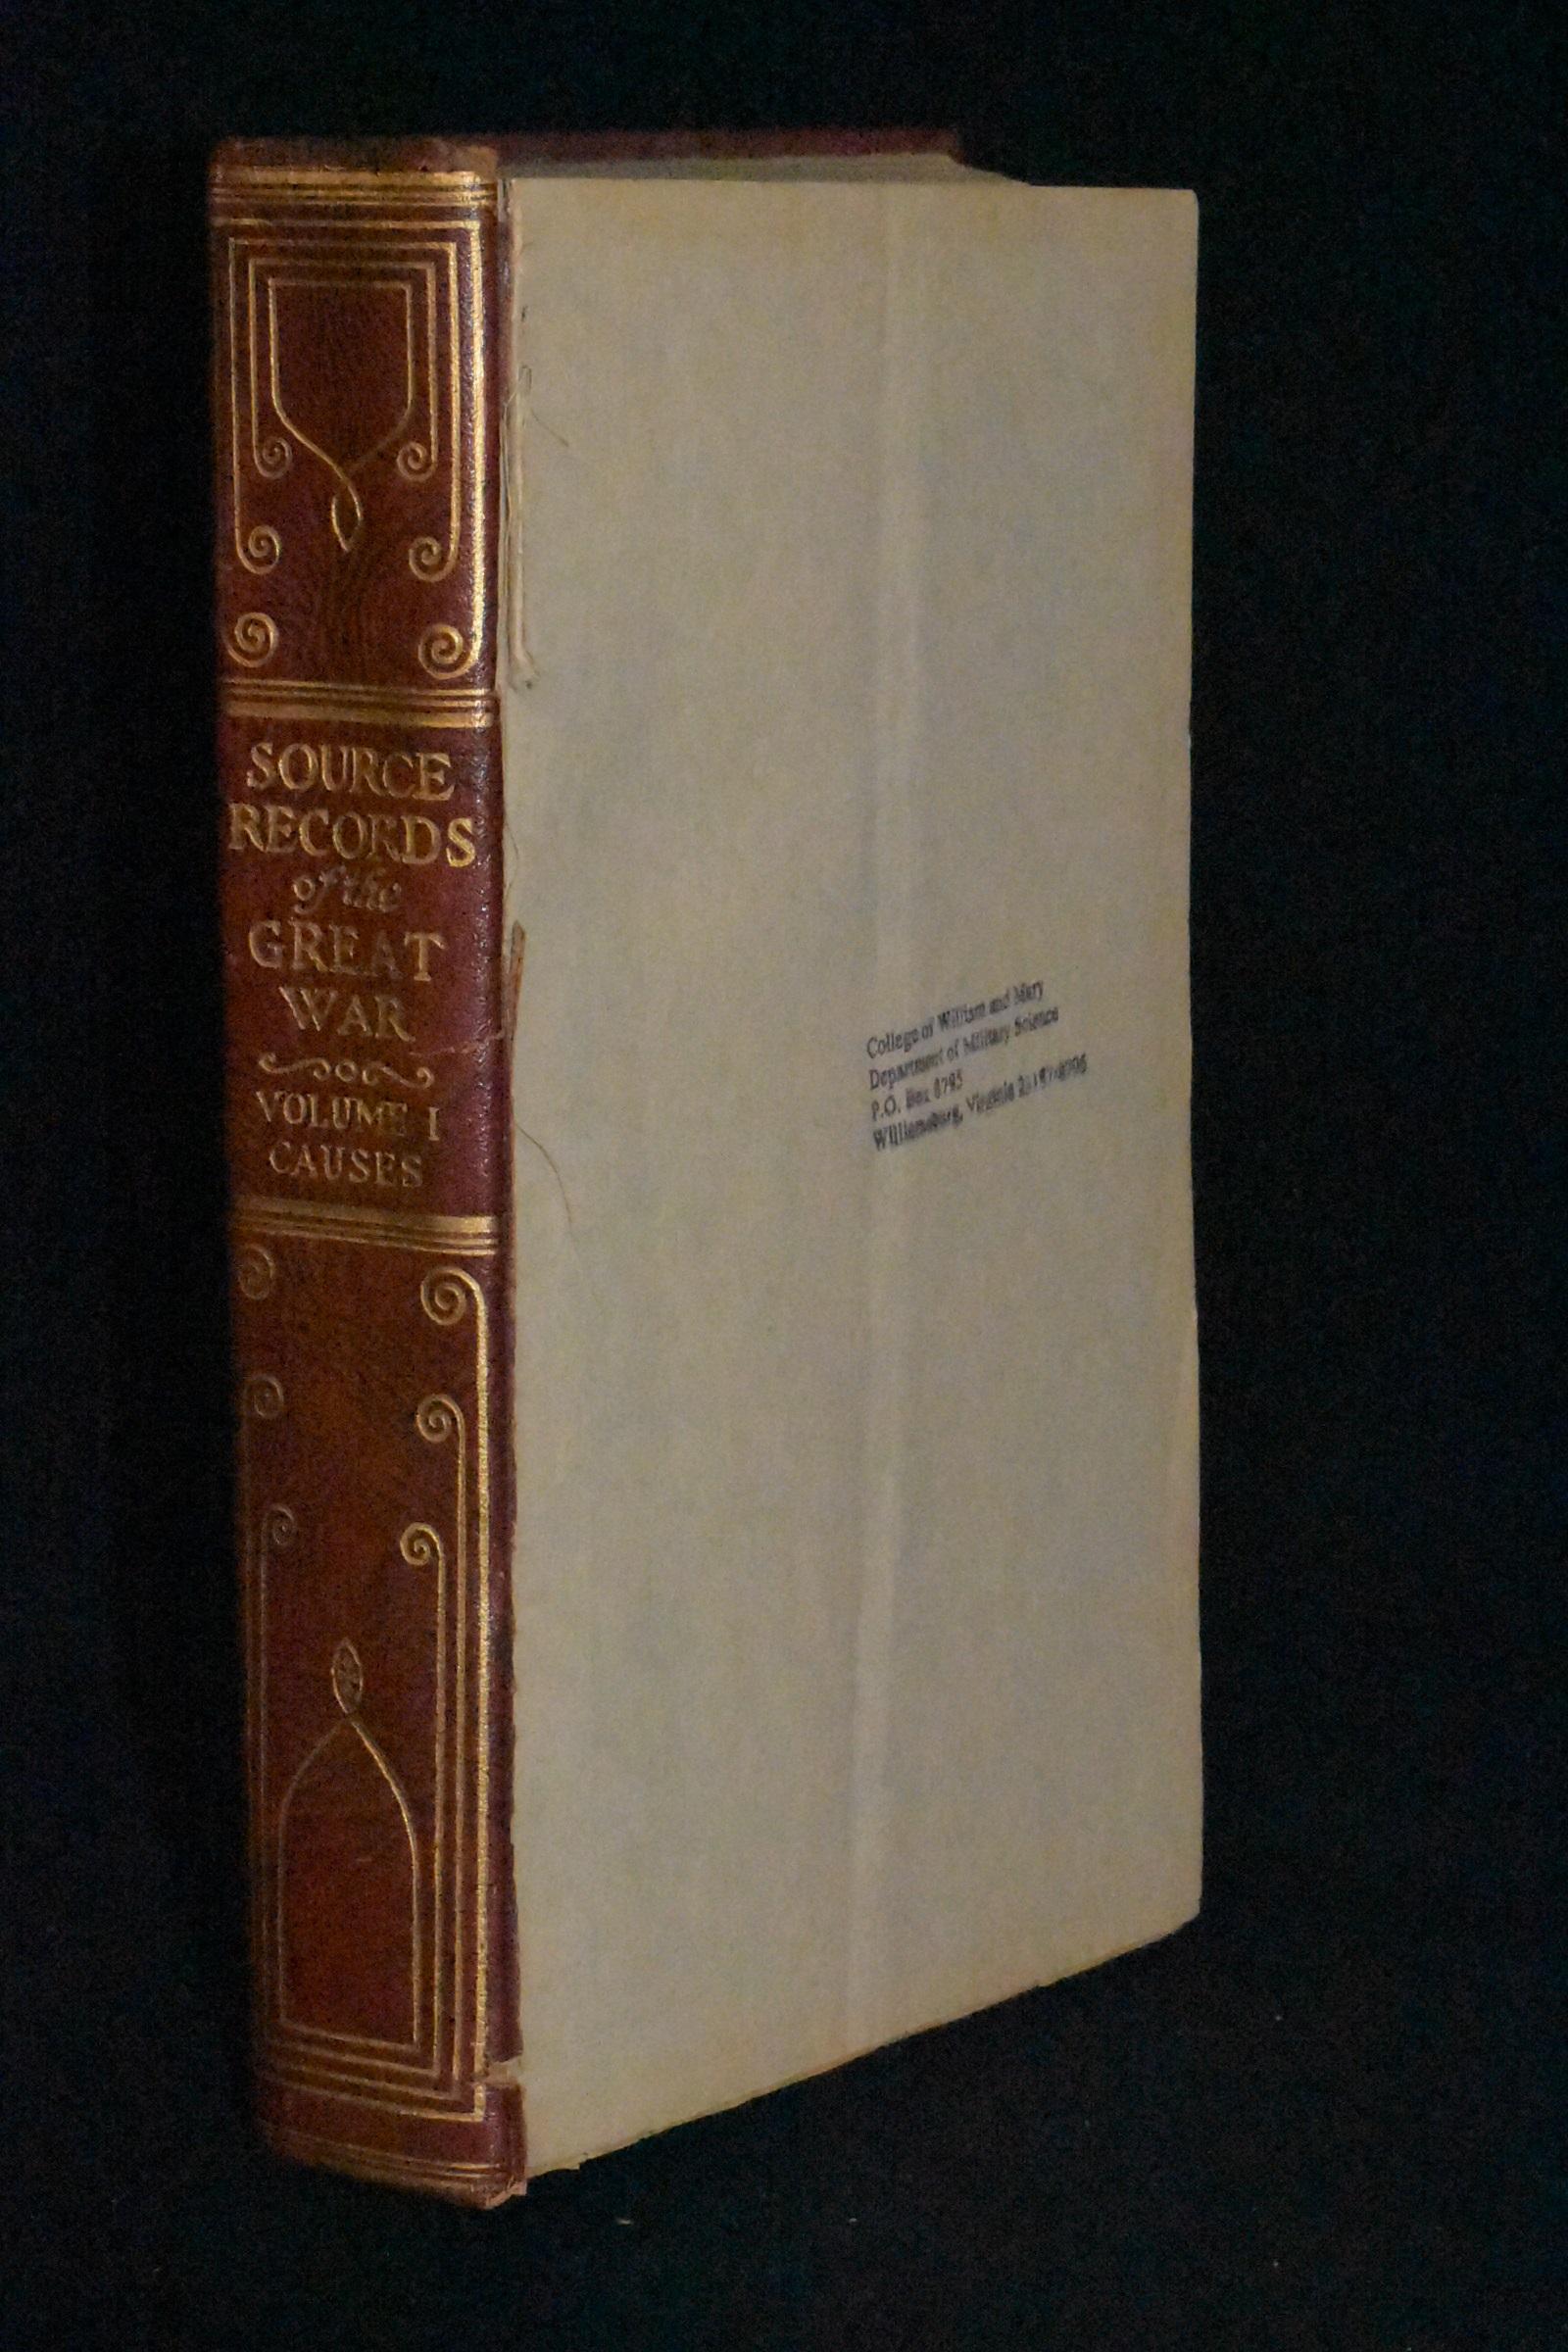 SOURCE
RECORDS
of the
GREAT
WAR
VOLUME I
CAUSES
College of William and Mary
Department of Military Science
P.O. Box 8795
Williamsburg, Virginia